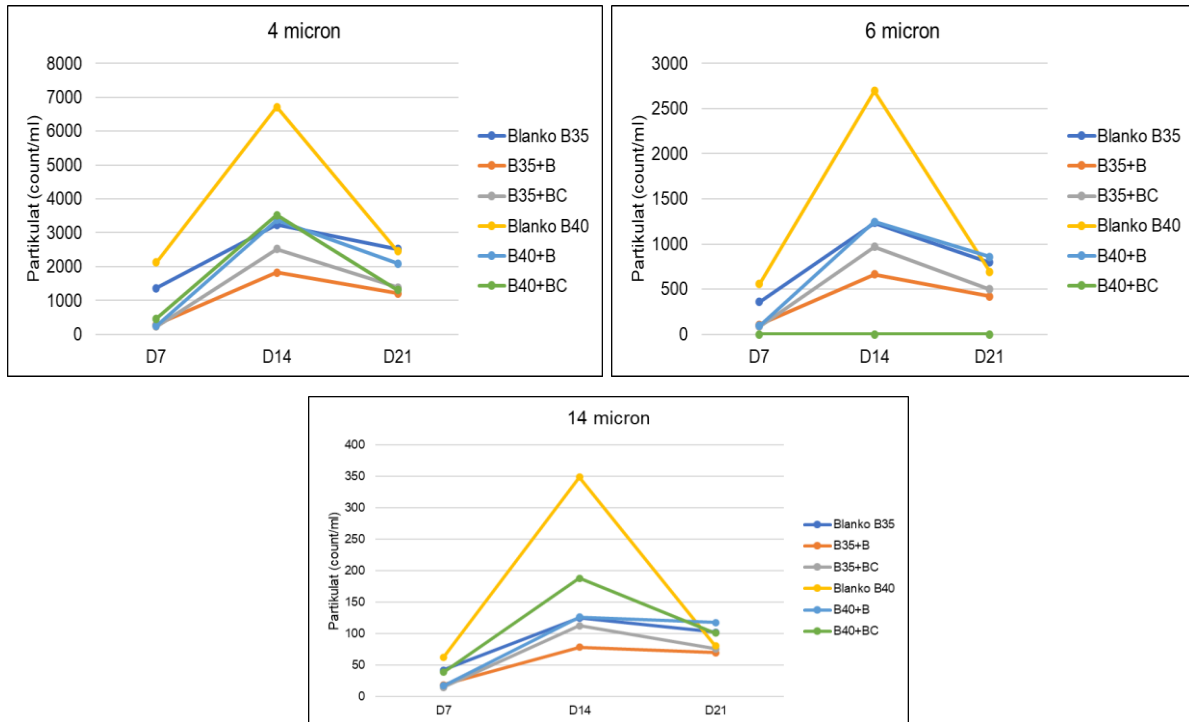 4 micron
Partikulat (count/ml)
8000
7000
6000
5000
4000
3000
2000
1000
0
D7 D14 D21
Blanko B35
B35+B
B35+BC
Blanko B40
B40+B
B40+BC
6 micron
Partikulat (count/ml)
3000
2500
2000
1500
1000
500
0
D7 D14 D21
Blanko B35
B35+B
B35+BC
Blanko B40
B40+B
B40+BC
14 micron
Partikulat (count/ml)
400
350
300
250
200
150
100
50
0
D7 D14 D21
Blanko B35
B35+B
B35+BC
Blanko B40
B40+B
B40+BC